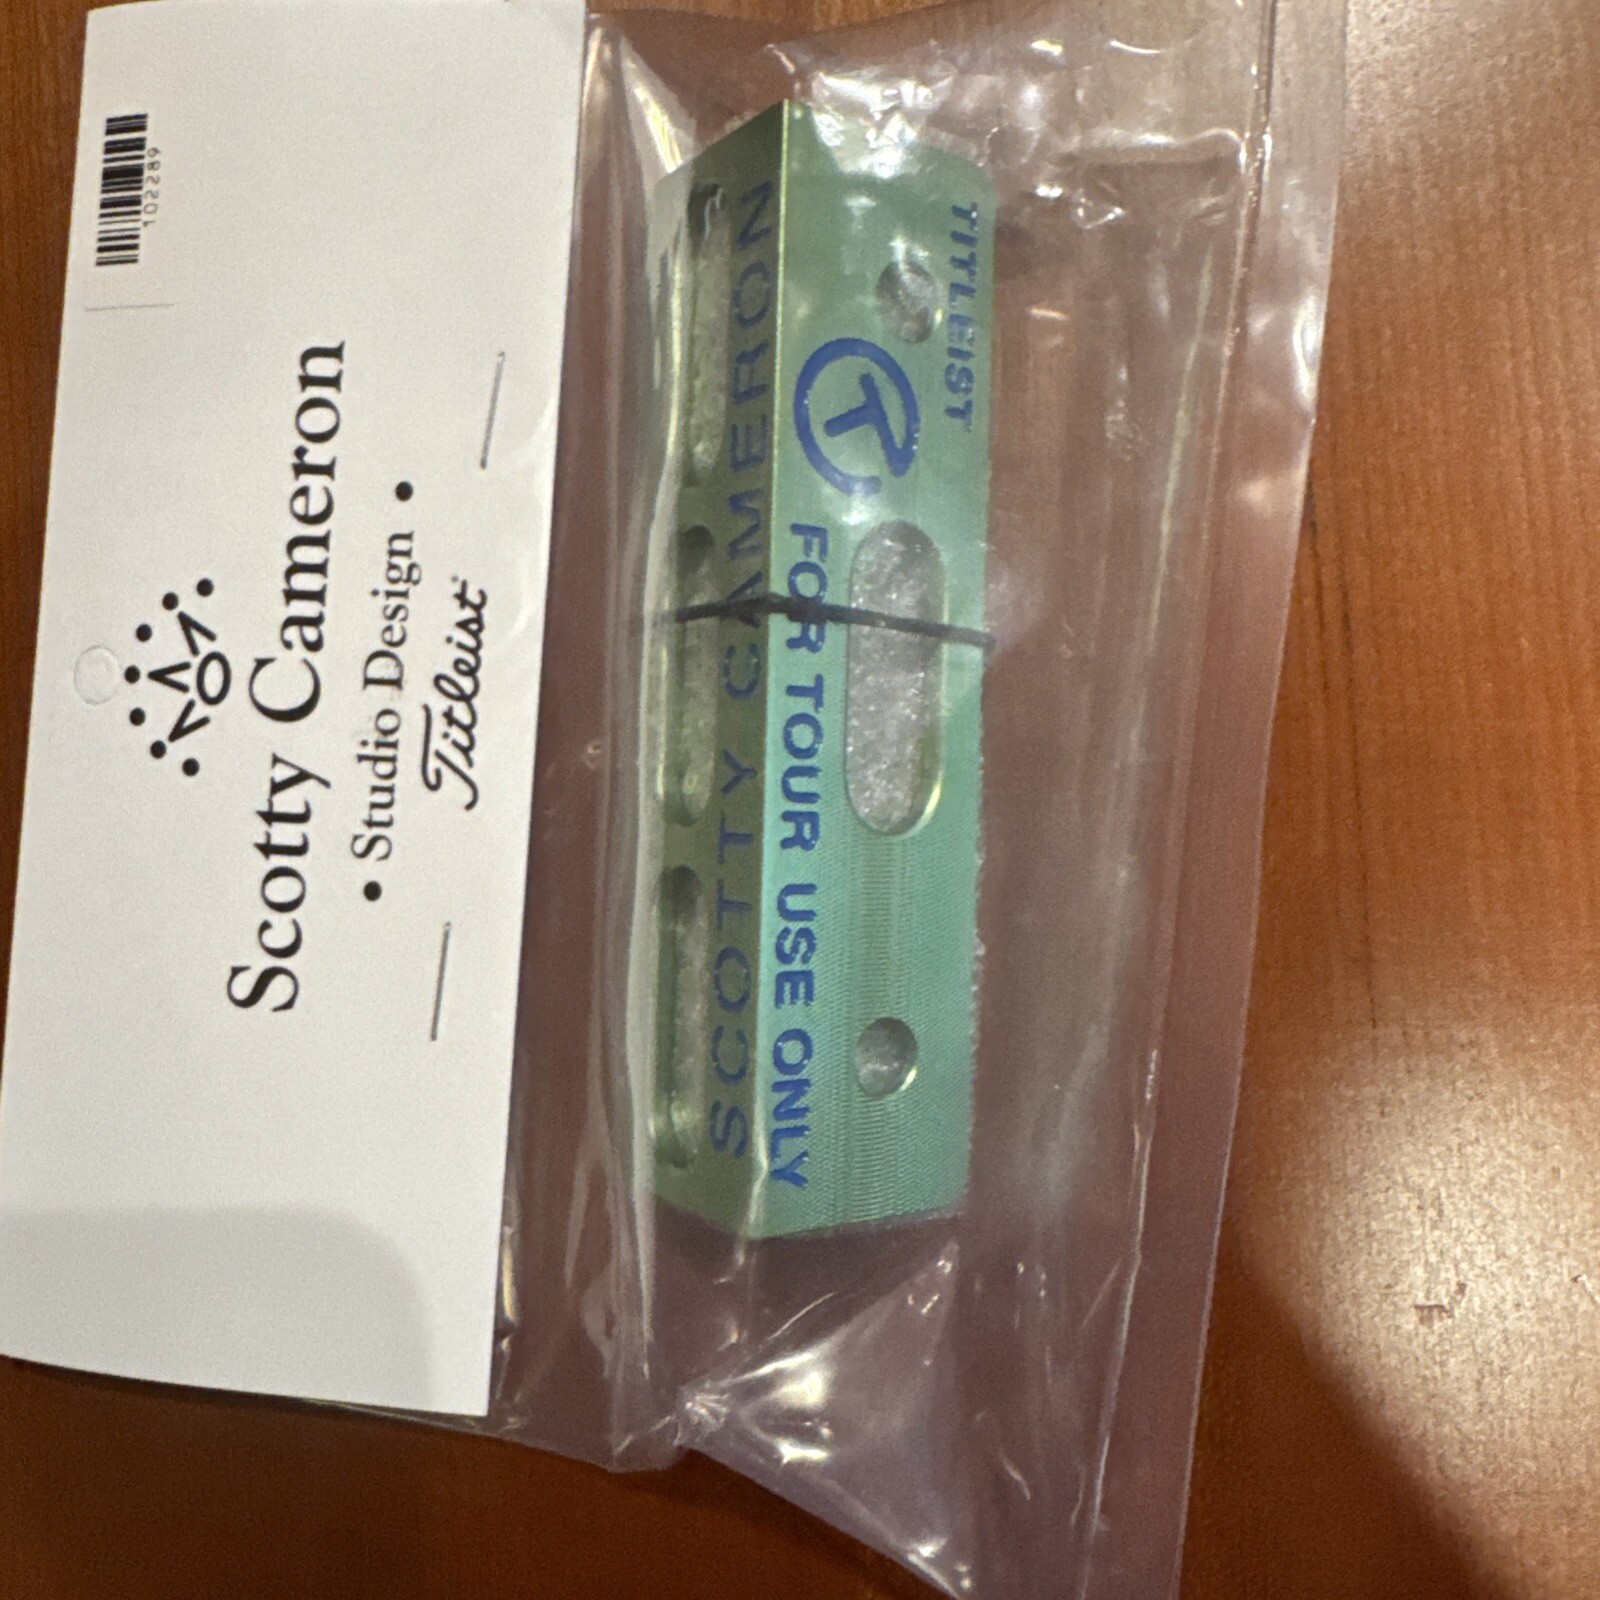 102289
Scotty Cameron
• Studio Design •
Titleist
SCOTTY CAMERON
FOR TOUR USE ONLY
T
TITLEIST